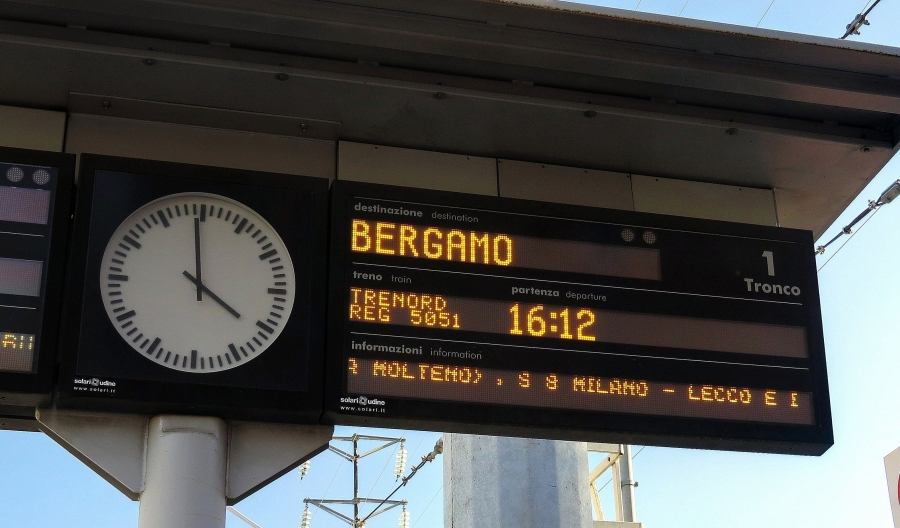 destinazione destination
BERGAMO
1
Tronco
treno train
partenza departure
TRENORD
REG 5051
16:12
informazioni information
MOLTENO) , S 8 MILANO - LECCO E I
solari udine
www.solari.it
solari udine
www.solari.it